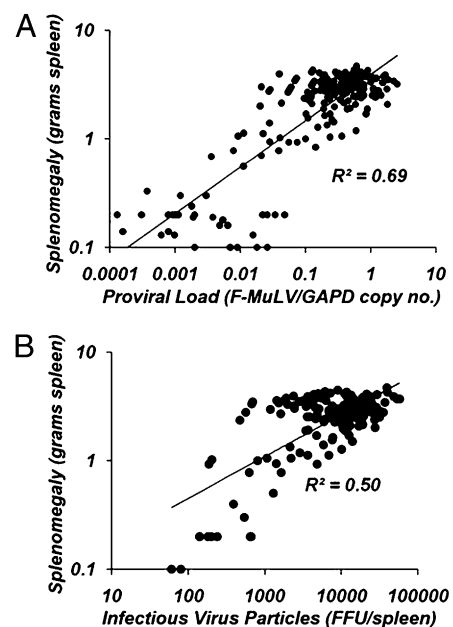 A
Splenomegaly (grams spleen)
10
1
0.1
R² = 0.69
0.0001 0.001 0.01 0.1 1 10
Proviral Load (F-MuLV/GAPD copy no.)
B
Splenomegaly (grams spleen)
10
1
0.1
R² = 0.50
10 100 1000 10000 100000
Infectious Virus Particles (FFU/spleen)